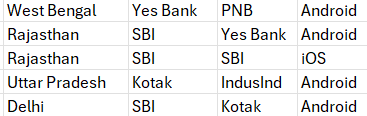 West Bengal Yes Bank PNB Android
Rajasthan SBI Yes Bank Android
Rajasthan SBI SBI iOS
Uttar Pradesh Kotak IndusInd Android
Delhi SBI Kotak Android